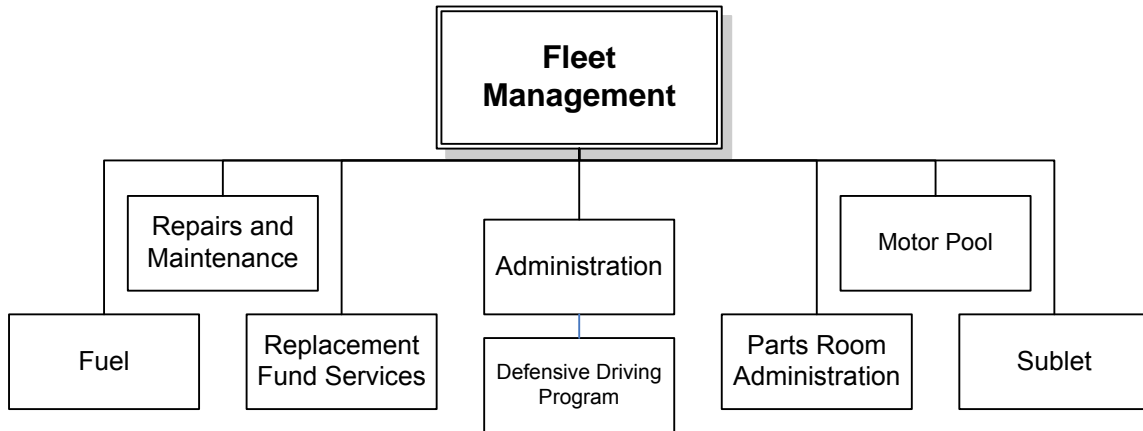 Fleet
Management
Repairs and
Maintenance
Administration
Motor Pool
Fuel
Replacement
Fund Services
Defensive Driving
Program
Parts Room
Administration
Sublet